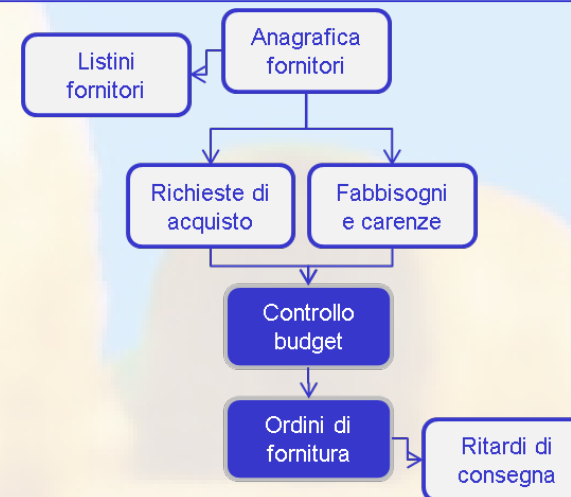 Anagrafica
fornitori
Listini
fornitori
Richieste di
acquisto
Fabbisogni
e carenze
Controllo
budget
Ordini di
fornitura
Ritardi di
consegna